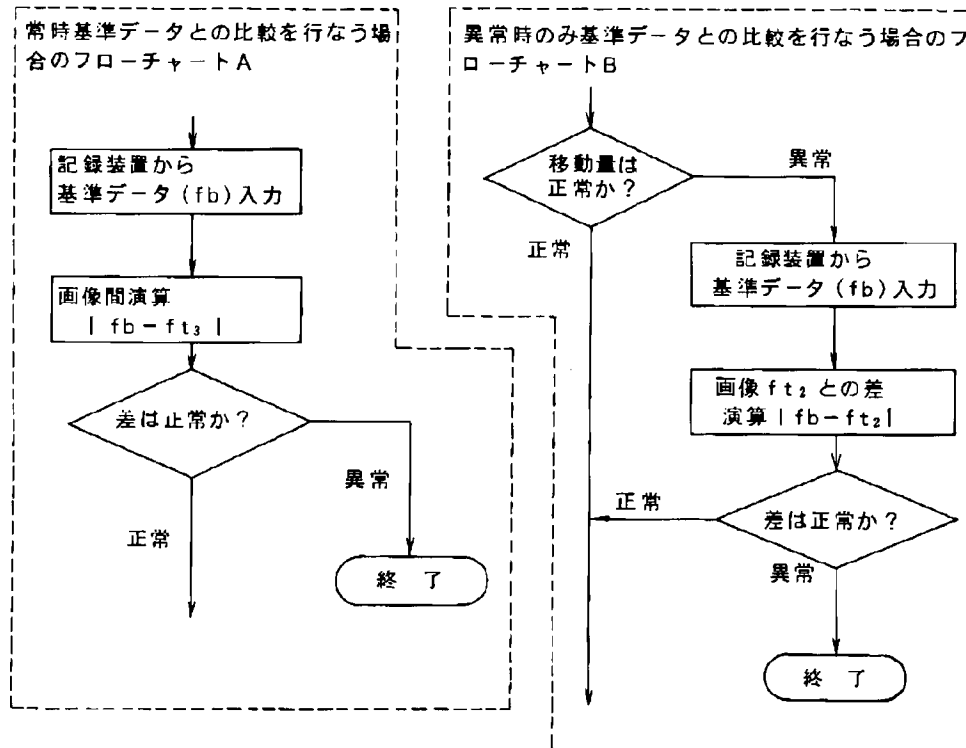 常時基準データとの比較を行なう場
合のフローチャートA
記録装置から
基準データ(fb)入力
画像間演算
|fb-ft₃|
差は正常か?
異常
正常
終了
異常時のみ基準データとの比較を行なう場合のフ
ローチャートB
移動量は
正常か?
異常
正常
記録装置から
基準データ(fb)入力
画像ft₂との差
演算|fb-ft₂|
差は正常か?
正常
異常
終了